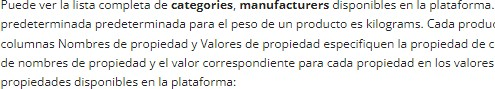 Puede ver la lista completa de categories, manufacturers disponibles en la plataforma.
predeterminada predeterminada para el peso de un producto es kilograms. Cada
columnas Nombres de propiedad y Valores de propiedad especifiquen la propiedad de
de nombres de propiedad y el valor correspondiente para cada propiedad en los valores
propiedades disponibles en la plataforma: